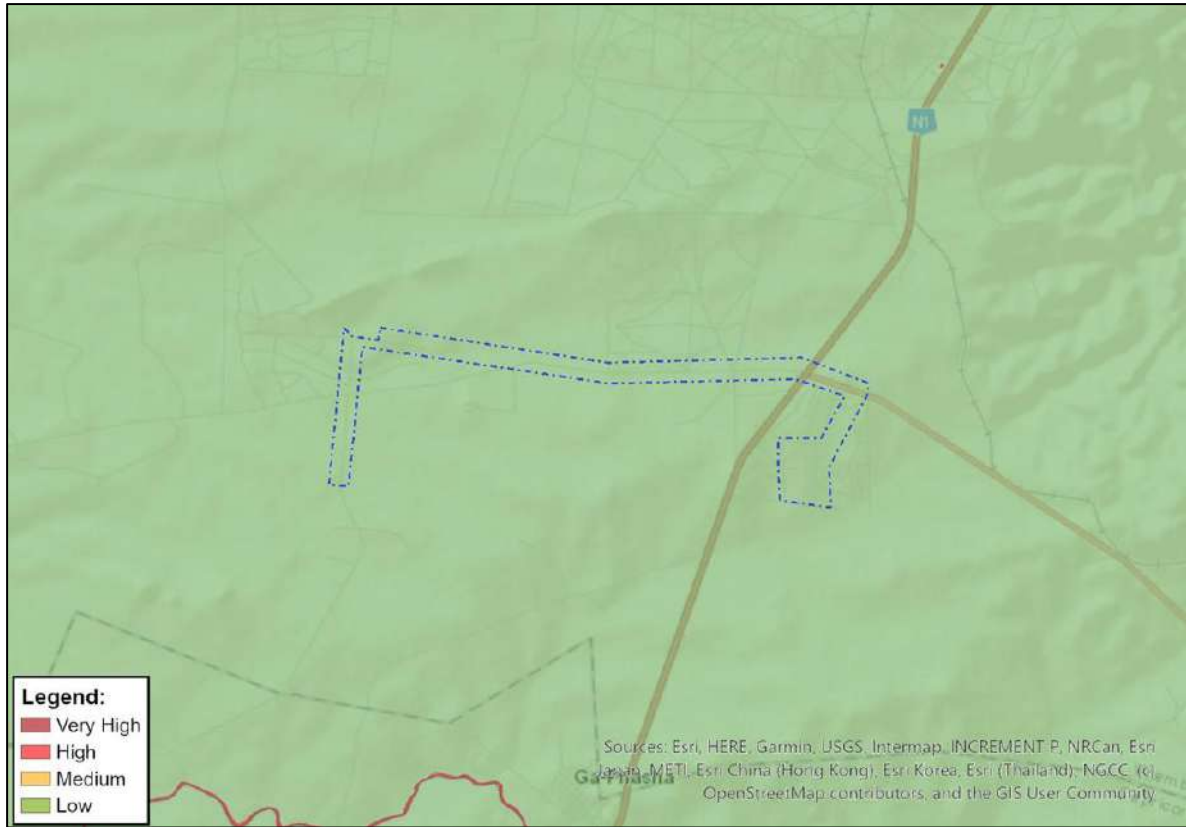 N1
Legend:
Very High
High
Medium
Low
Sources: Esri, HERE, Garmin, USGS, Intermap, INCREMENT P, NRCan, Esri
Japan, METI, Esri China (Hong Kong), Esri Korea, Esri (Thailand), NGCC, (c)
OpenStreetMap contributors, and the GIS User Community